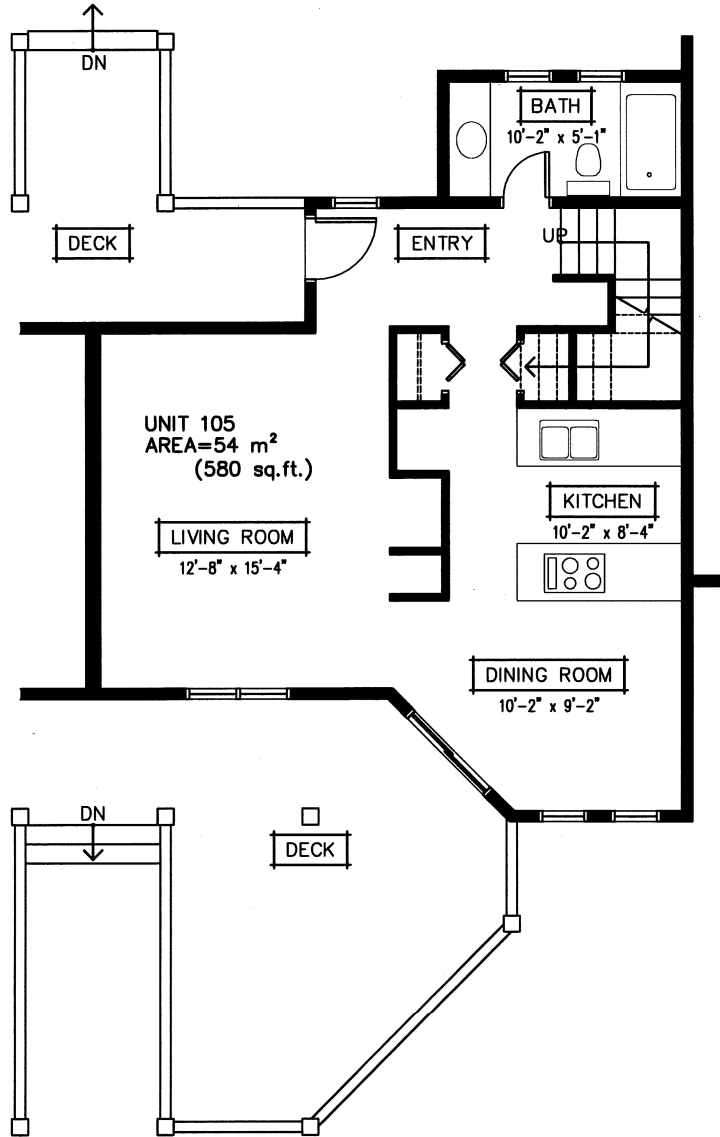 DN
BATH
10'-2" x 5'-1"
DECK
ENTRY
UP
UNIT 105
AREA=54 m²
(580 sq.ft.)
KITCHEN
10'-2" x 8'-4"
LIVING ROOM
12'-8" x 15'-4"
DINING ROOM
10'-2" x 9'-2"
DN
DECK